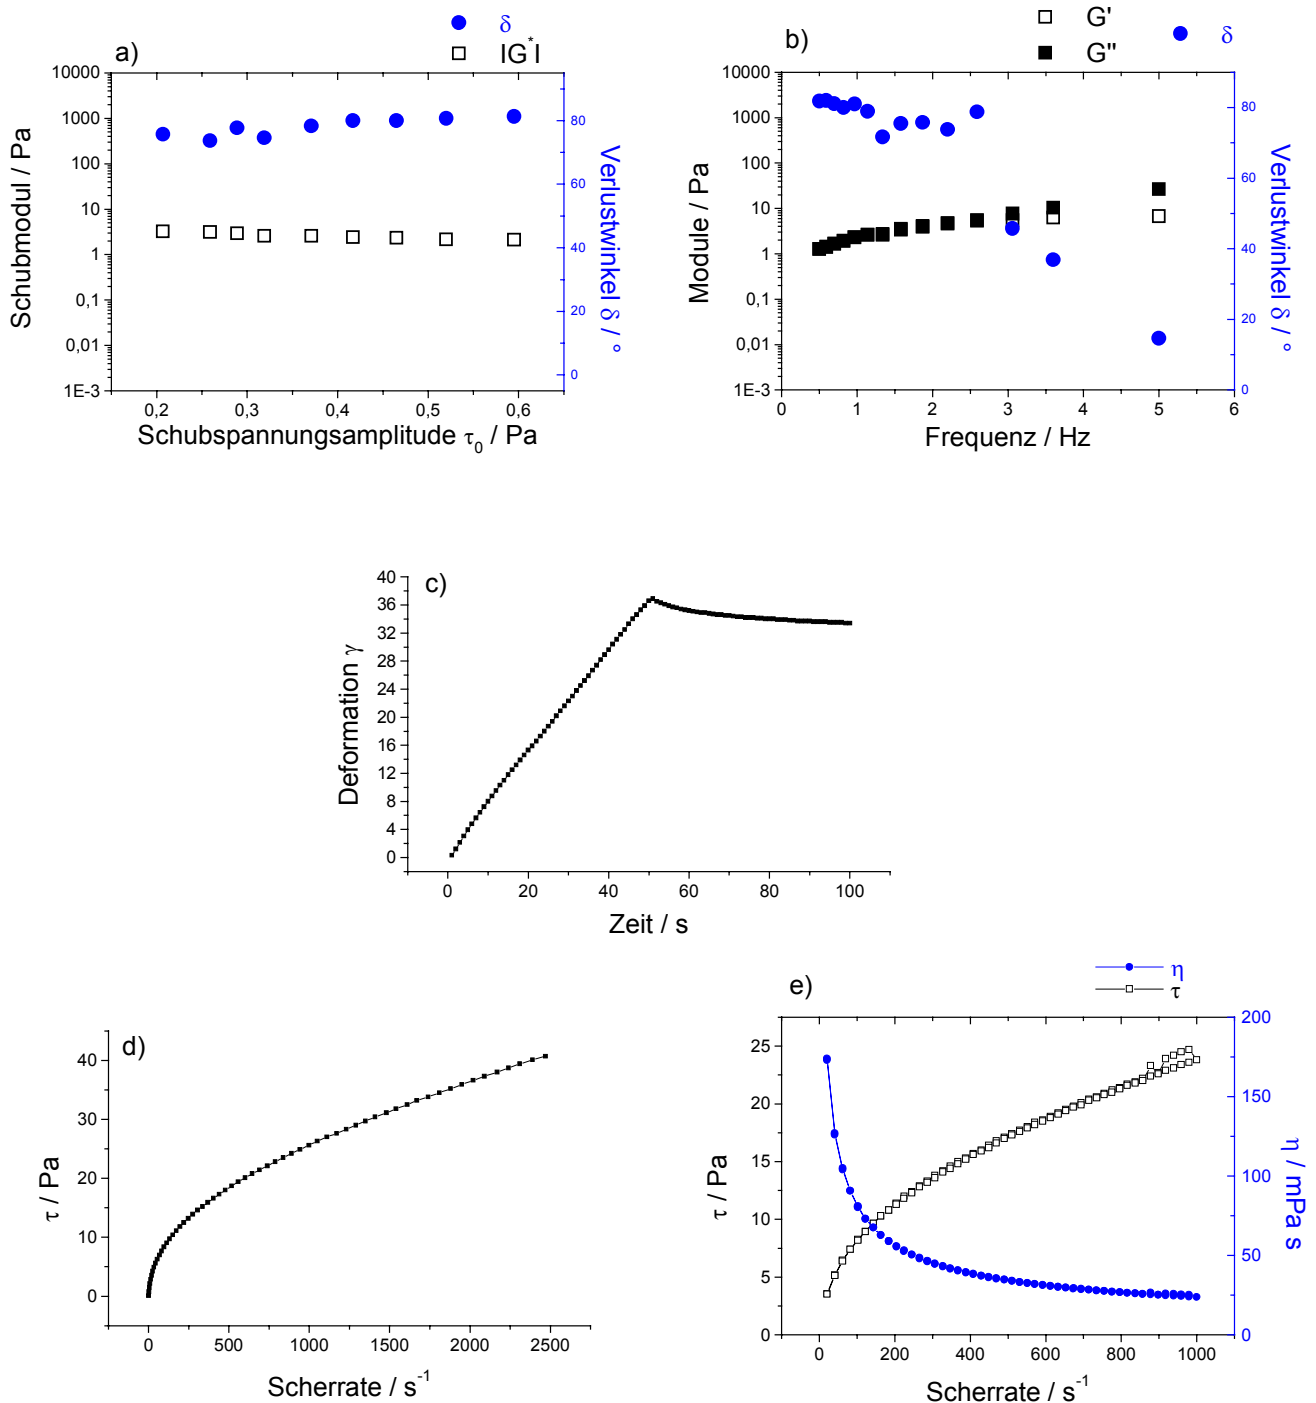 a)
δ
IG*I
10000
1000
100
10
1
0,1
0,01
1E-3
Schubmodul / Pa
80
60
40
20
0
Verlustwinkel δ / °
0,2 0,3 0,4 0,5 0,6
Schubspannungsamplitude τ0 / Pa
b)
G'
G''
δ
10000
1000
100
10
1
0,1
0,01
1E-3
Module / Pa
80
60
40
20
0
Verlustwinkel δ / °
0 1 2 3 4 5 6
Frequenz / Hz
c)
40
36
32
28
24
20
16
12
8
4
0
Deformation γ
0 20 40 60 80 100
Zeit / s
d)
40
30
20
10
0
τ / Pa
0 500 1000 1500 2000 2500
Scherrate / s-1
e)
η
τ
25
20
15
10
5
0
τ / Pa
200
150
100
50
0
η / mPa s
0 200 400 600 800 1000
Scherrate / s-1